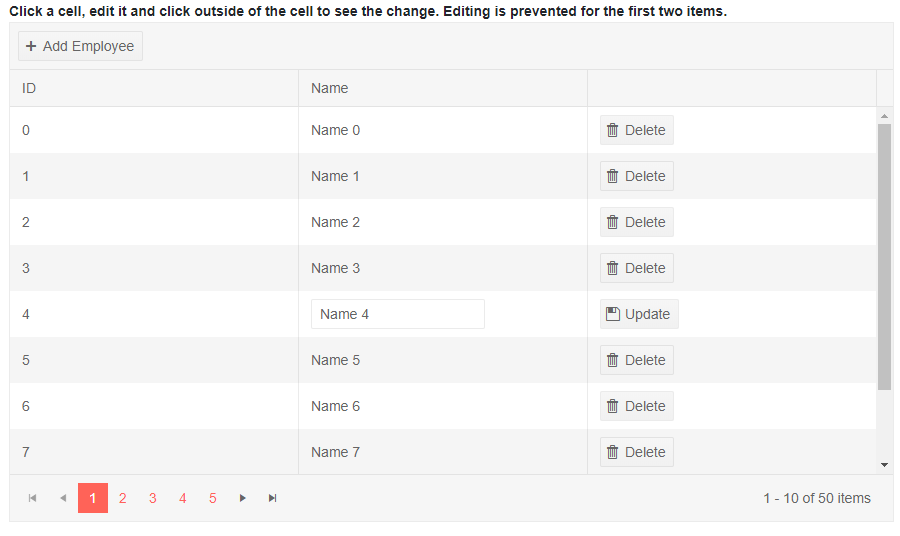 Click a cell, edit it and click outside of the cell to see the change. Editing is prevented for the first two items.
+ Add Employee
ID Name
0 Name 0 Delete
1 Name 1 Delete
2 Name 2 Delete
3 Name 3 Delete
4 Name 4 Update
5 Name 5 Delete
6 Name 6 Delete
7 Name 7 Delete
1 2 3 4 5 1 - 10 of 50 items